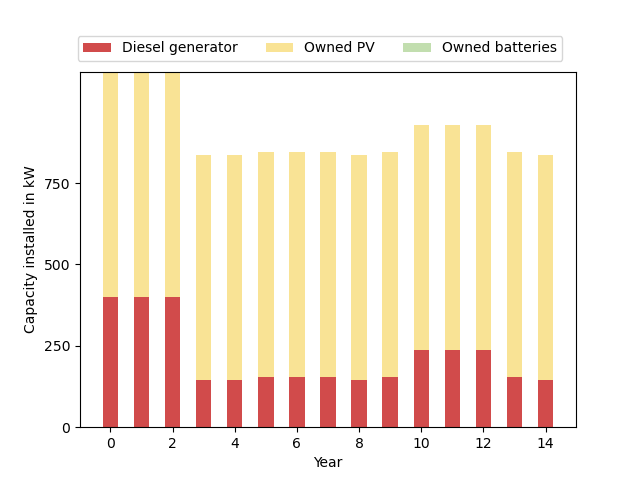 Diesel generator Owned PV Owned batteries
Capacity installed in kW
750
500
250
0
0 2 4 6 8 10 12 14
Year